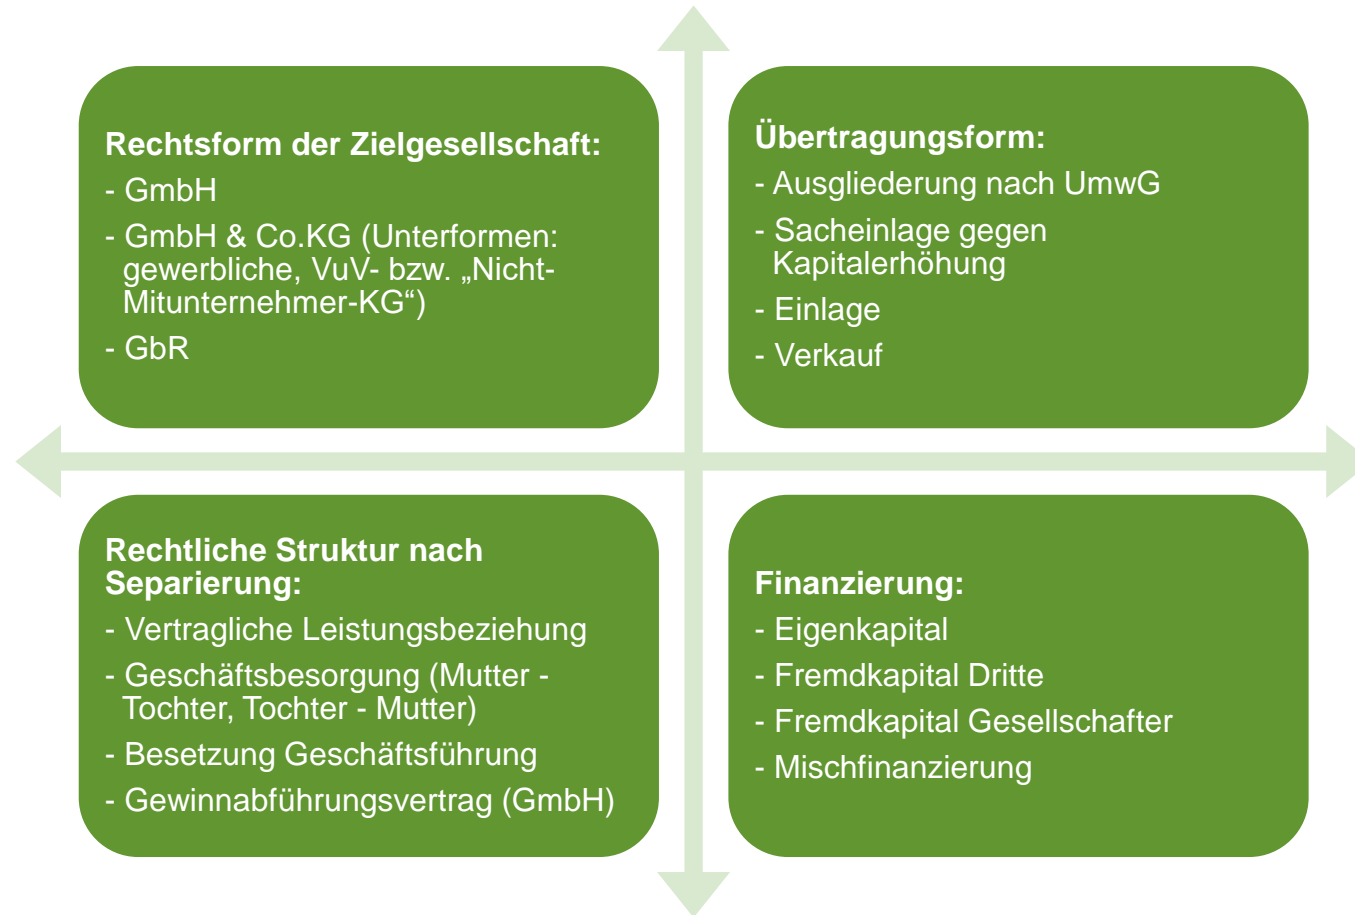 Rechtsform der Zielgesellschaft:
- GmbH
- GmbH & Co.KG (Unterformen:
gewerbliche, VuV- bzw. „Nicht-
Mitunternehmer-KG“)
- GbR
Übertragungsform:
- Ausgliederung nach UmwG
- Sacheinlage gegen
Kapitalerhöhung
- Einlage
- Verkauf
Rechtliche Struktur nach
Separierung:
- Vertragliche Leistungsbeziehung
- Geschäftsbesorgung (Mutter -
Tochter, Tochter - Mutter)
- Besetzung Geschäftsführung
- Gewinnabführungsvertrag (GmbH)
Finanzierung:
- Eigenkapital
- Fremdkapital Dritte
- Fremdkapital Gesellschafter
- Mischfinanzierung